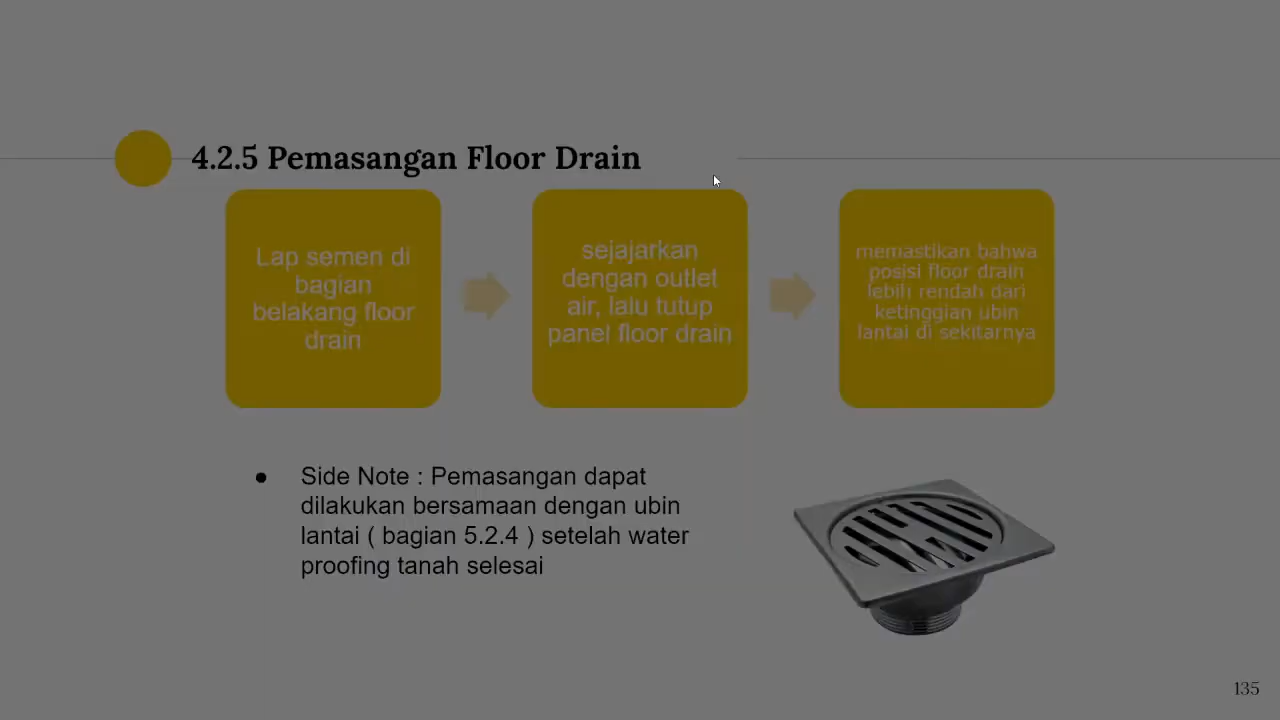 4.2.5 Pemasangan Floor Drain
Lap semen di
bagian
belakang floor
drain
sejajarkan
dengan outlet
air, lalu tutup
panel floor drain
memastikan bahwa
posisi floor drain
lebih rendah dari
ketinggian ubin
lantai di sekitarnya
● Side Note : Pemasangan dapat
dilakukan bersamaan dengan ubin
lantai ( bagian 5.2.4 ) setelah water
proofing tanah selesai
135